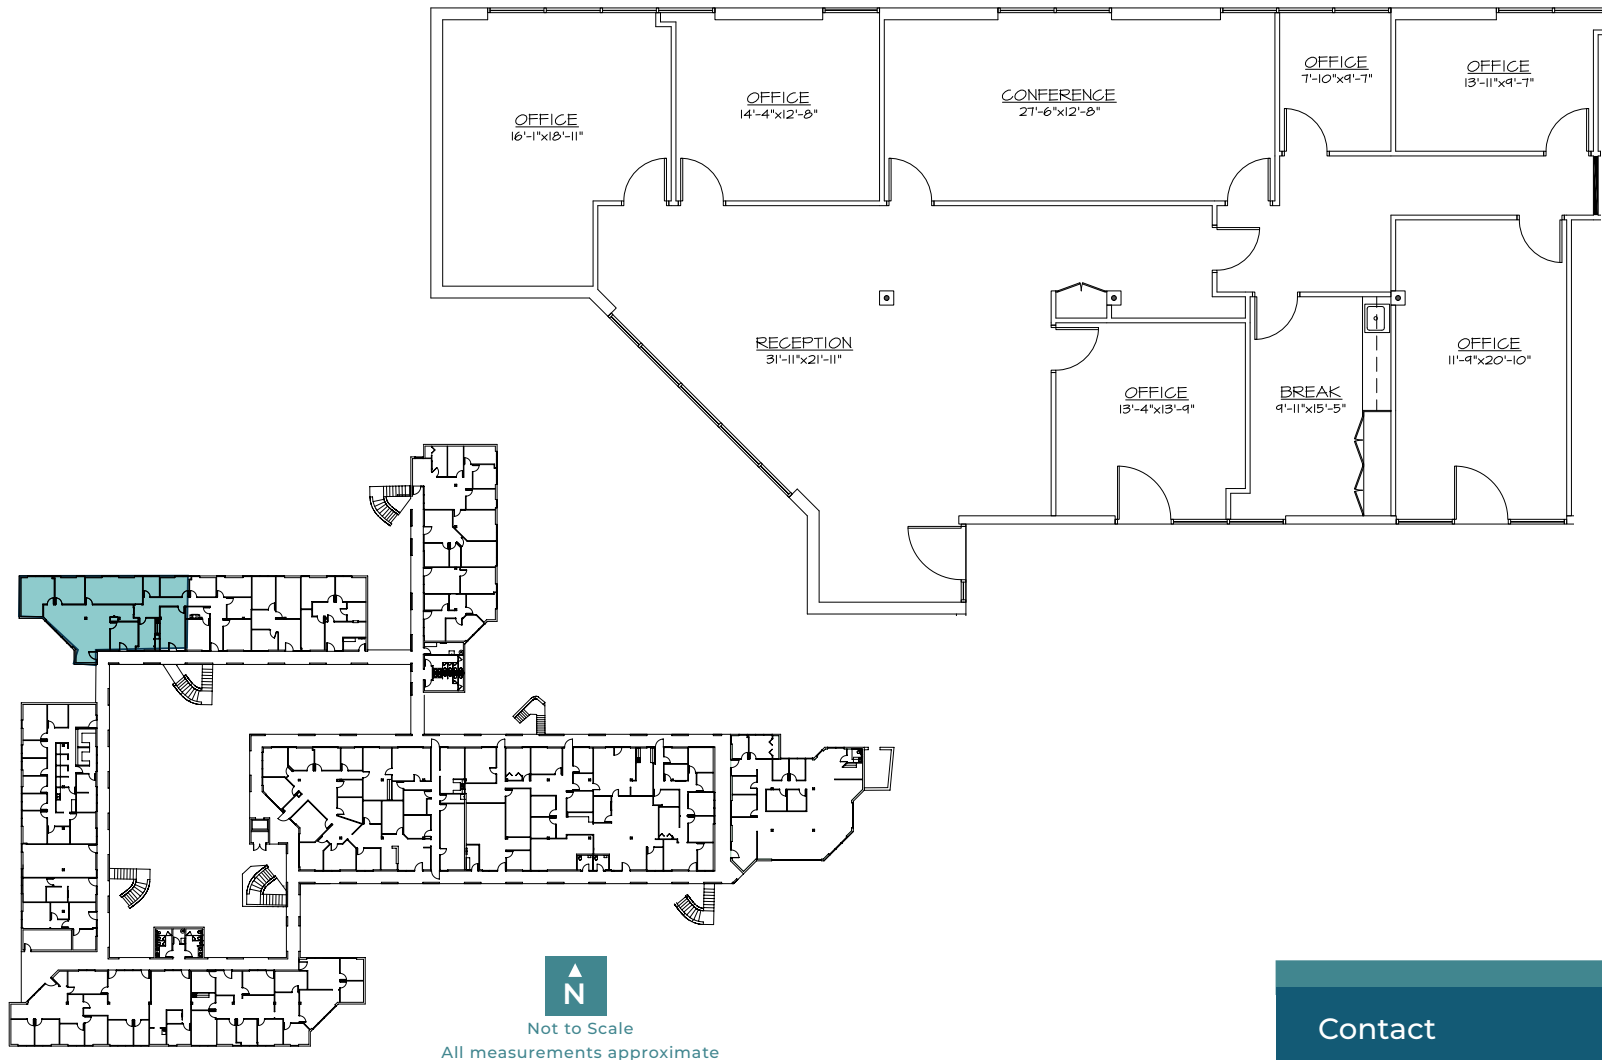 OFFICE
16'-1"x18'-11"
OFFICE
14'-4"x12'-8"
CONFERENCE
27'-6"x12'-8"
OFFICE
7'-10"x9'-7"
OFFICE
13'-11"x9'-7"
RECEPTION
31'-11"x21'-11"
OFFICE
13'-4"x13'-9"
BREAK
9'-11"x15'-5"
OFFICE
11'-9"x20'-10"
N
Not to Scale
All measurements approximate
Contact